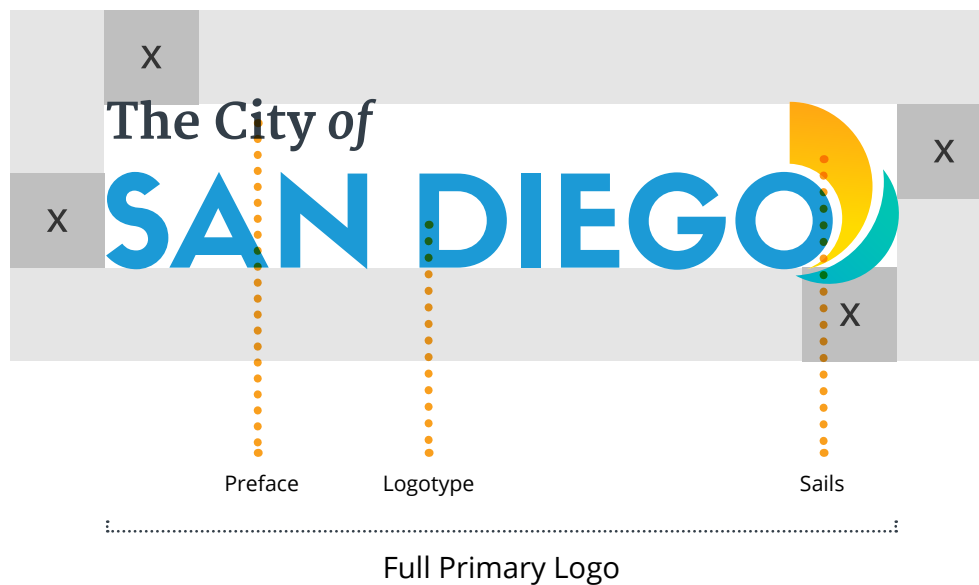 X
The City of
X
SAN DIEGO
X
X
Preface Logotype Sails
Full Primary Logo